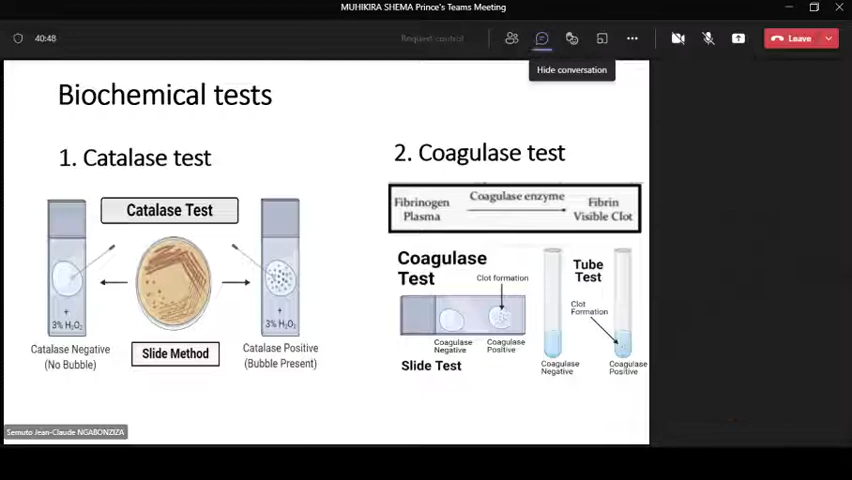 MUHIKIRA SHEMA Prince's Teams Meeting
40:48
Request control
Leave
Hide conversation
Biochemical tests
1. Catalase test
Catalase Test
+
3% H₂O₂
+
3% H₂O₂
Catalase Negative
(No Bubble)
Slide Method
Catalase Positive
(Bubble Present)
2. Coagulase test
Fibrinogen
Plasma
Coagulase enzyme
Fibrin
Visible Clot
Coagulase
Test
Clot formation
Coagulase
Negative
Coagulase
Positive
Slide Test
Tube
Test
Clot
Formation
Coagulase
Negative
Coagulase
Positive
Semuto Jean-Claude NGABONZIZA